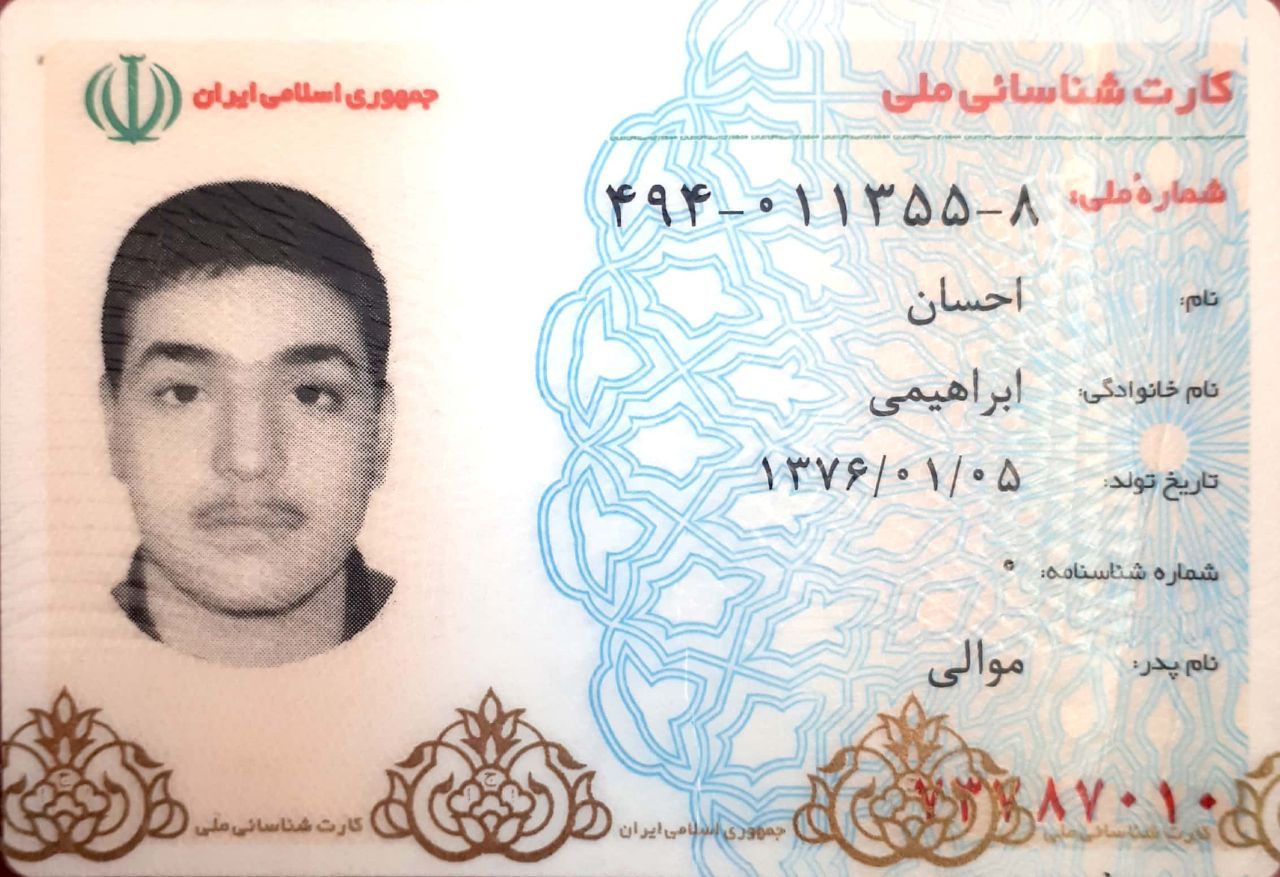 جمهوری اسلامی ایران
کارت شناسائی ملی
شمارهٔ ملی: ۴۹۴-۰۱۱۳۵۵-۸
نام: احسان
نام خانوادگی: ابراهیمی
تاریخ تولد: ۱۳۷۶/۰۱/۰۵
شماره شناسنامه: ۰
نام پدر: موالی
کارت شناسائی ملی
جمهوری اسلامی ایران
کارت شناسائی ملی